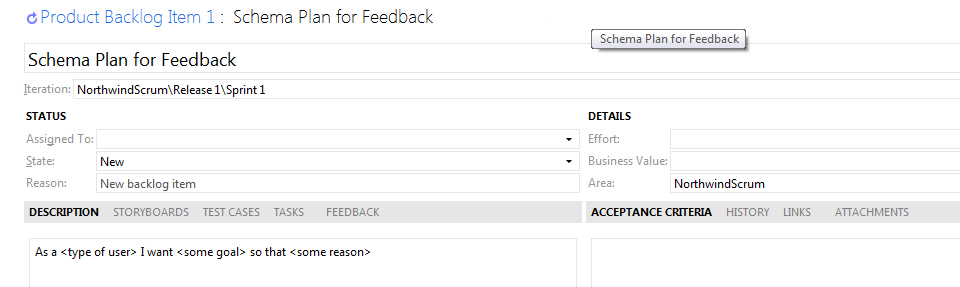 Product Backlog Item 1 : Schema Plan for Feedback
Schema Plan for Feedback
Schema Plan for Feedback
Iteration: NorthwindScrum\Release 1\Sprint 1
STATUS DETAILS
Assigned To: Effort:
State: New Business Value:
Reason: New backlog item Area: NorthwindScrum
DESCRIPTION STORYBOARDS TEST CASES TASKS FEEDBACK ACCEPTANCE CRITERIA HISTORY LINKS ATTACHMENTS
As a <type of user> I want <some goal> so that <some reason>